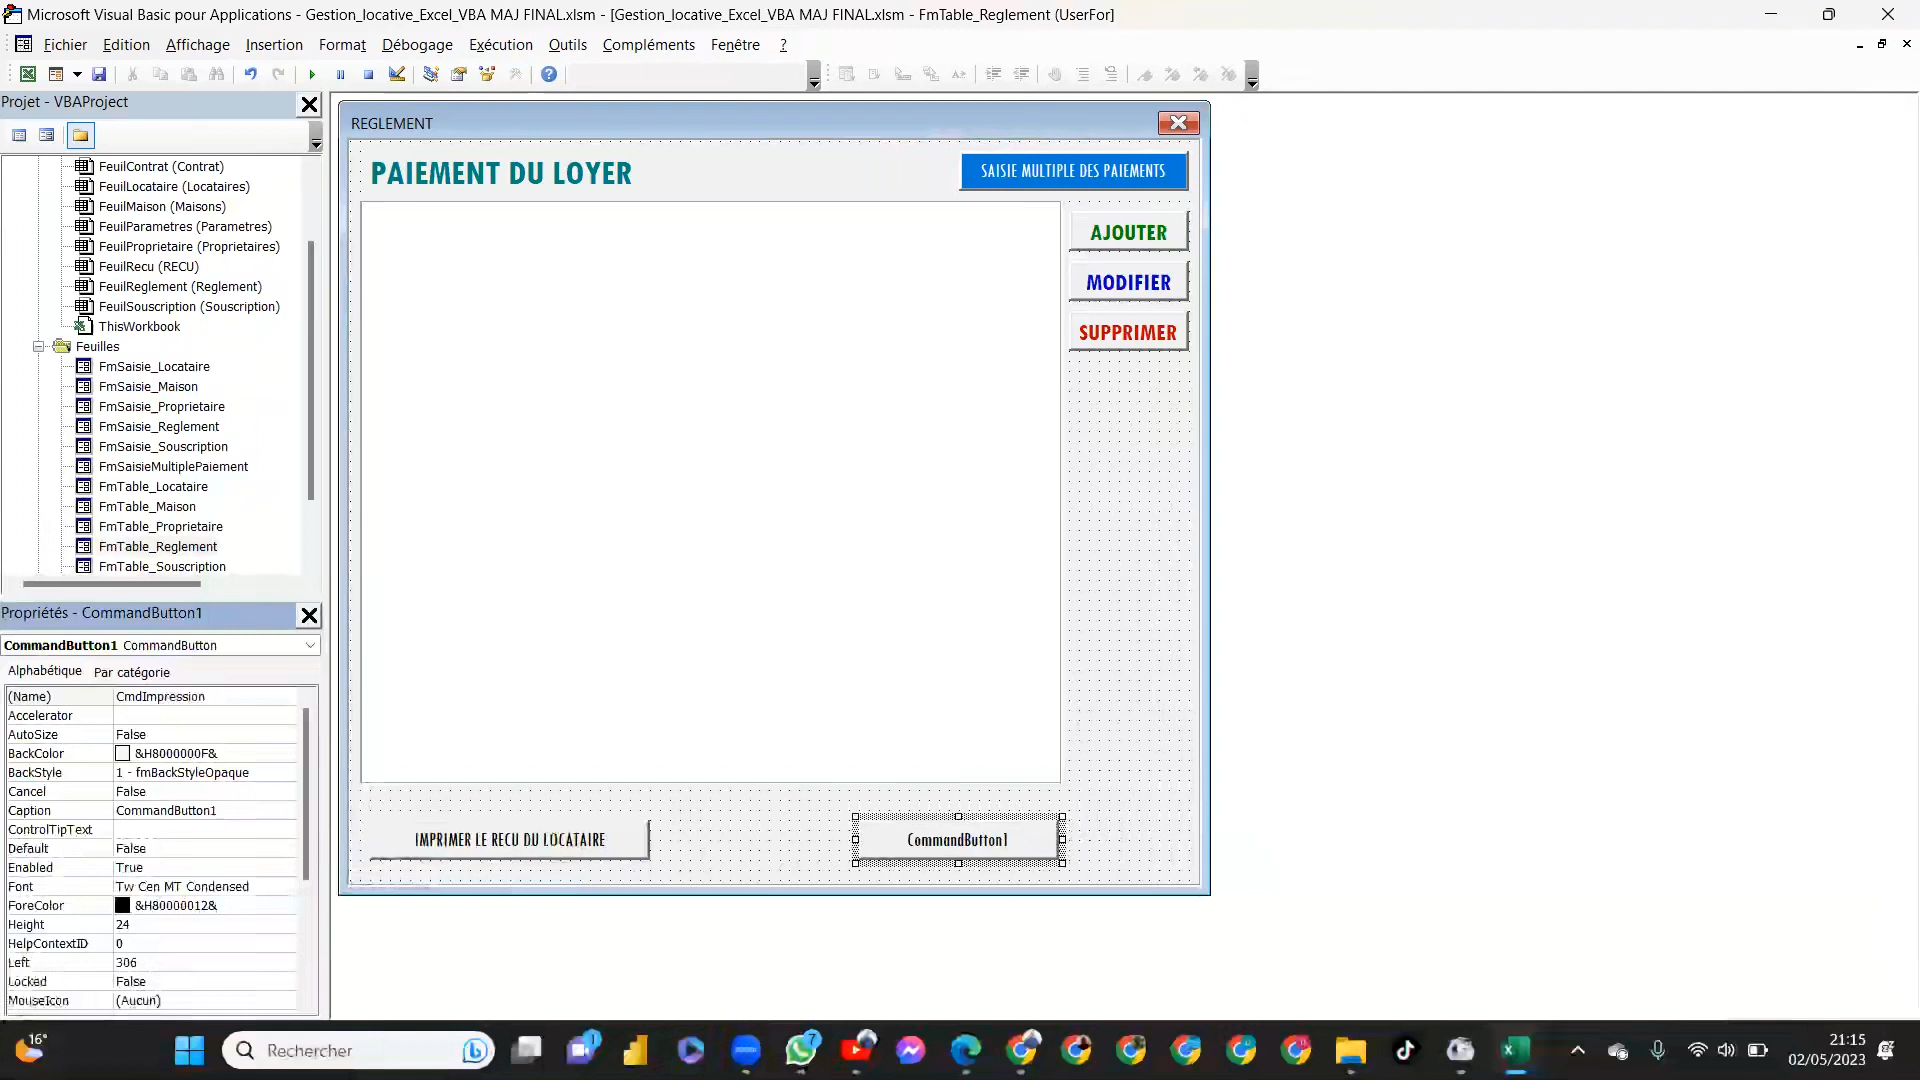 Microsoft Visual Basic pour Applications - Gestion_locative_Excel_VBA MAJ FINAL.xlsm - [Gestion_locative_Excel_VBA MAJ FINAL.xlsm - FmTable_Reglement (UserFor]
Fichier Edition Affichage Insertion Format Débogage Exécution Outils Compléments Fenêtre ?
Projet - VBAProject
FeuilContrat (Contrat)
FeuilLocataire (Locataires)
FeuilMaison (Maisons)
FeuilParametres (Parametres)
FeuilProprietaire (Proprietaires)
FeuilRecu (RECU)
FeuilReglement (Reglement)
FeuilSouscription (Souscription)
ThisWorkbook
Feuilles
FmSaisie_Locataire
FmSaisie_Maison
FmSaisie_Proprietaire
FmSaisie_Reglement
FmSaisie_Souscription
FmSaisieMultiplePaiement
FmTable_Locataire
FmTable_Maison
FmTable_Proprietaire
FmTable_Reglement
FmTable_Souscription
Propriétés - CommandButton1
CommandButton1 CommandButton
Alphabétique Par catégorie
(Name) CmdImpression
Accelerator
AutoSize False
BackColor &H8000000F&
BackStyle 1 - fmBackStyleOpaque
Cancel False
Caption CommandButton1
ControlTipText
Default False
Enabled True
Font Tw Cen MT Condensed
ForeColor &H80000012&
Height 24
HelpContextID 0
Left 306
Locked False
MouseIcon (Aucun)
REGLEMENT
PAIEMENT DU LOYER
SAISIE MULTIPLE DES PAIEMENTS
AJOUTER
MODIFIER
SUPPRIMER
IMPRIMER LE RECU DU LOCATAIRE
CommandButton1
16°
Rechercher
1
7
21:15
02/05/2023